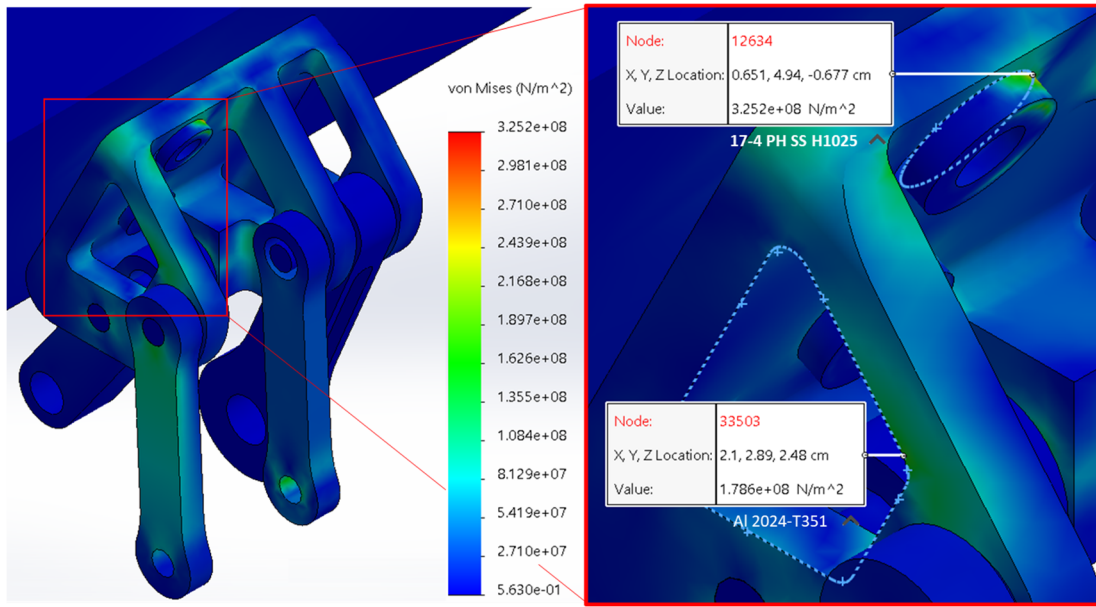 von Mises (N/m^2)
3.252e+08
2.981e+08
2.710e+08
2.439e+08
2.168e+08
1.897e+08
1.626e+08
1.355e+08
1.084e+08
8.129e+07
5.419e+07
2.710e+07
5.630e-01
Node: 12634
X, Y, Z Location: 0.651, 4.94, -0.677 cm
Value: 3.252e+08 N/m^2
17-4 PH SS H1025
Node: 33503
X, Y, Z Location: 2.1, 2.89, 2.48 cm
Value: 1.786e+08 N/m^2
Al 2024-T351